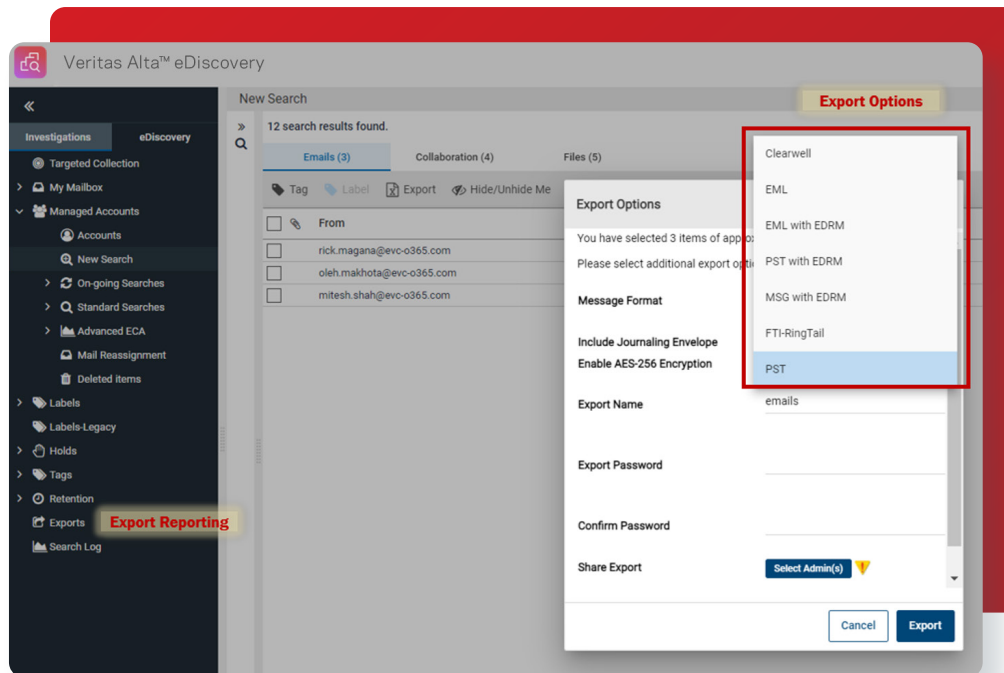 Veritas Alta™ eDiscovery
Investigations
eDiscovery
Targeted Collection
My Mailbox
Managed Accounts
Accounts
New Search
On-going Searches
Standard Searches
Advanced ECA
Mail Reassignment
Deleted items
Labels
Labels-Legacy
Holds
Tags
Retention
Exports
Export Reporting
Search Log
New Search
12 search results found.
Emails (3)
Collaboration (4)
Files (5)
Tag
Label
Export
Hide/Unhide Me
From
rick.magana@evc-o365.com
oleh.makhota@evc-o365.com
mitesh.shah@evc-o365.com
Export Options
Export Options
You have selected 3 items of
Please select additional export
Message Format
Clearwell
EML
EML with EDRM
PST with EDRM
MSG with EDRM
FTI-RingTail
PST
Include Journaling Envelope
Enable AES-256 Encryption
Export Name
emails
Export Password
Confirm Password
Share Export
Select Admin(s)
Cancel
Export